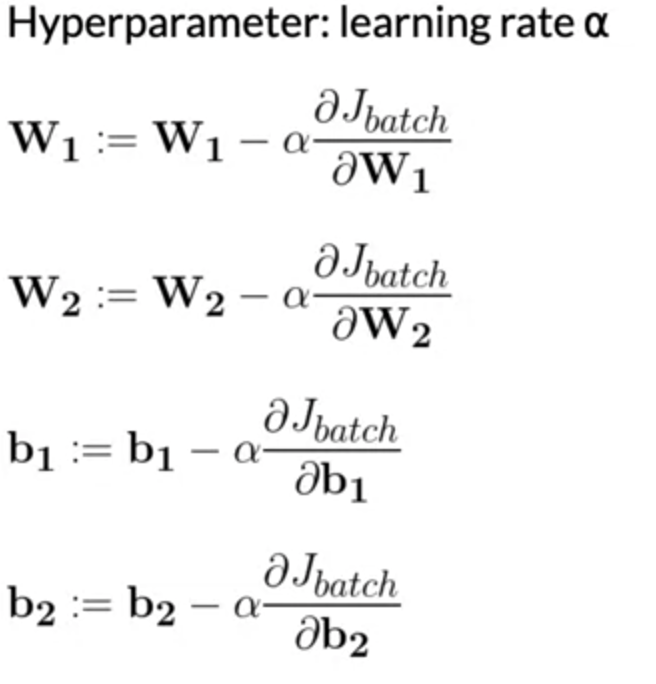 Hyperparameter: learning rate α
W₁ := W₁ − α ∂J_batch/∂W₁
W₂ := W₂ − α ∂J_batch/∂W₂
b₁ := b₁ − α ∂J_batch/∂b₁
b₂ := b₂ − α ∂J_batch/∂b₂